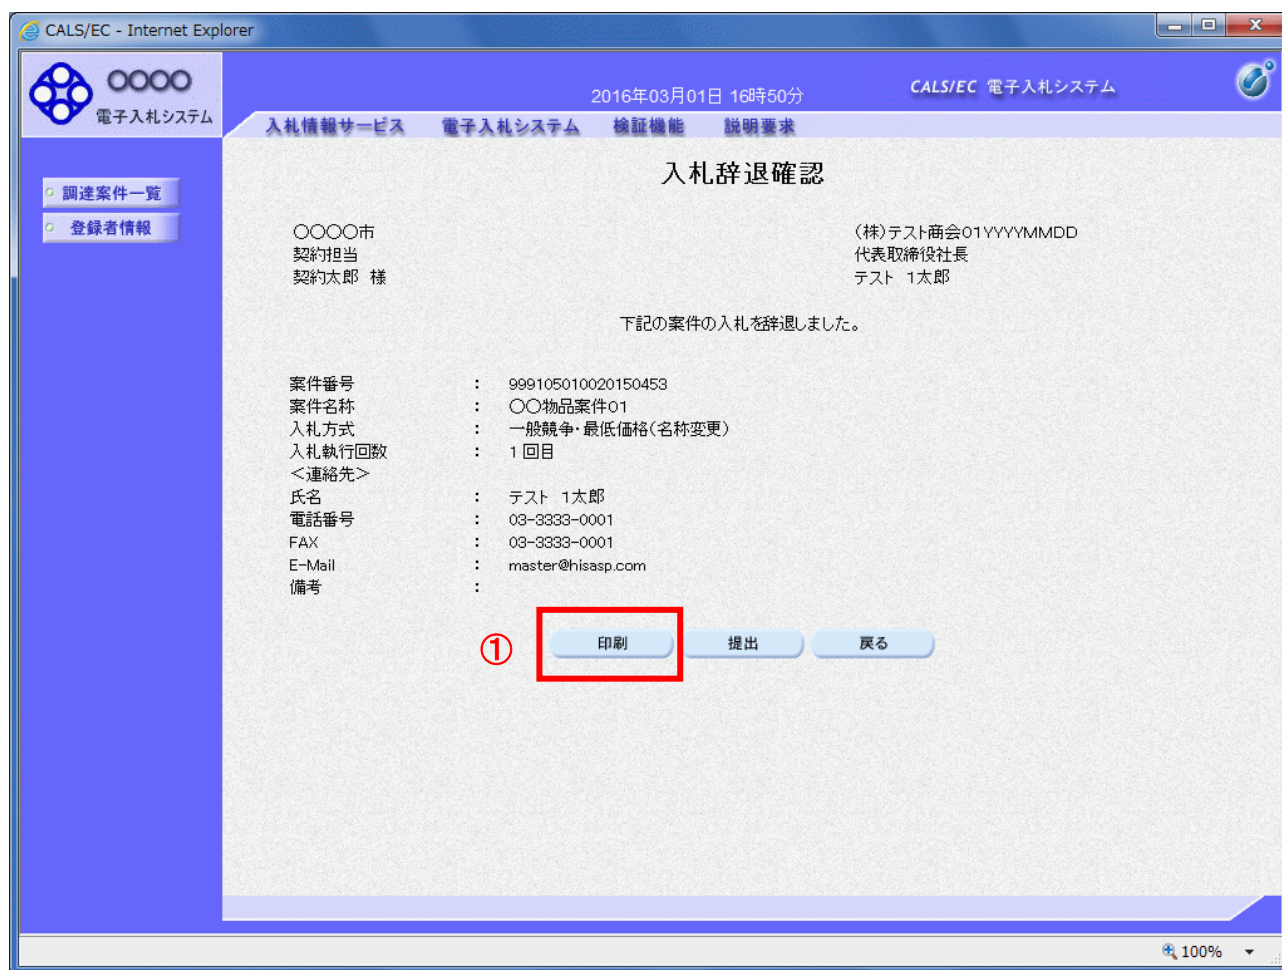 CALS/EC - Internet Explorer
○○○○
電子入札システム
2016年03月01日 16時50分
CALS/EC 電子入札システム
入札情報サービス 電子入札システム 検証機能 説明要求
調達案件一覧
登録者情報
入札辞退確認
○○○○市
契約担当
契約太郎 様
(株)テスト商会01YYYYMMDD
代表取締役社長
テスト 1太郎
下記の案件の入札を辞退しました。
案件番号 : 999105010020150453
案件名称 : ○○物品案件01
入札方式 : 一般競争・最低価格(名称変更)
入札執行回数 : 1回目
<連絡先>
氏名 : テスト 1太郎
電話番号 : 03-3333-0001
FAX : 03-3333-0001
E-Mail : master@hisasp.com
備考 :
① 印刷 提出 戻る
100%